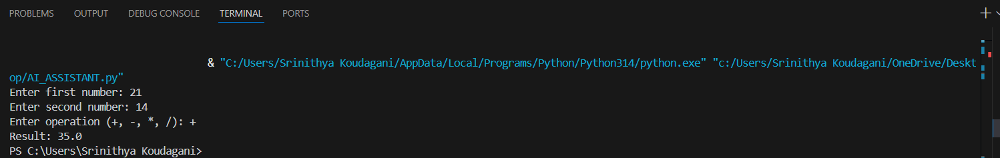 PROBLEMS OUTPUT DEBUG CONSOLE TERMINAL PORTS
& "C:/Users/Srinithya Koudagani/AppData/Local/Programs/Python/Python314/python.exe" "c:/Users/Srinithya Koudagani/OneDrive/Deskt
op/AI_ASSISTANT.py"
Enter first number: 21
Enter second number: 14
Enter operation (+, -, *, /): +
Result: 35.0
PS C:\Users\Srinithya Koudagani>